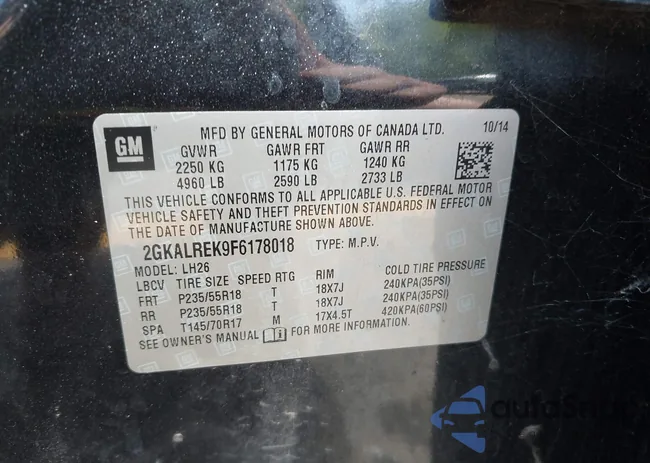 GM
MFD BY GENERAL MOTORS OF CANADA LTD. 10/14
GVWR GAWR FRT GAWR RR
2250 KG 1175 KG 1240 KG
4960 LB 2590 LB 2733 LB
THIS VEHICLE CONFORMS TO ALL APPLICABLE U.S. FEDERAL MOTOR
VEHICLE SAFETY AND THEFT PREVENTION STANDARDS IN EFFECT ON
THE DATE OF MANUFACTURE SHOWN ABOVE.
2GKALREK9F6178018 TYPE: M.P.V.
MODEL: LH26
LBCV TIRE SIZE SPEED RTG RIM COLD TIRE PRESSURE
FRT P235/55R18 T 18X7J 240KPA(35PSI)
RR P235/55R18 T 18X7J 240KPA(35PSI)
SPA T145/70R17 M 17X4.5T 420KPA(60PSI)
SEE OWNER'S MANUAL FOR MORE INFORMATION.